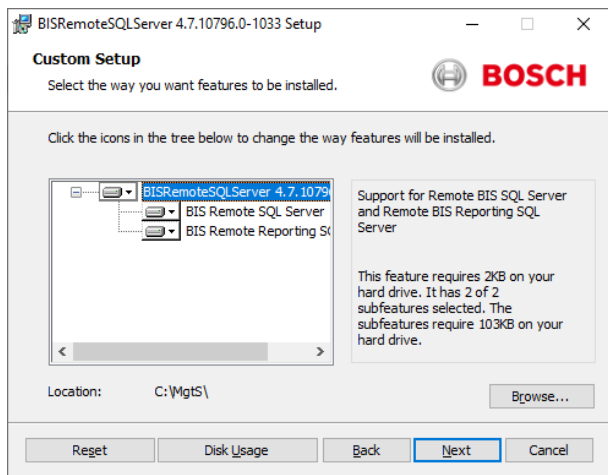 BISRemoteSQLServer 4.7.10796.0-1033 Setup
Custom Setup
Select the way you want features to be installed.
BOSCH
Click the icons in the tree below to change the way features will be installed.
BISRemoteSQLServer 4.7.1079
BIS Remote SQL Server
BIS Remote Reporting S
Support for Remote BIS SQL Server
and Remote BIS Reporting SQL
Server
This feature requires 2KB on your
hard drive. It has 2 of 2
subfeatures selected. The
subfeatures require 103KB on your
hard drive.
Location: C:\MgtS\
Browse...
Reset Disk Usage Back Next Cancel